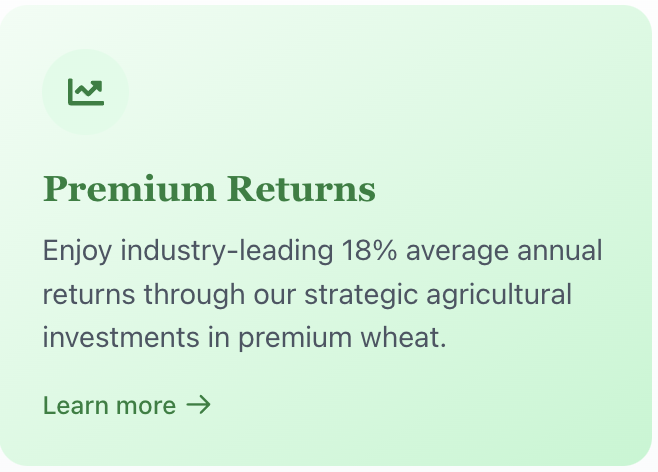 Premium Returns
Enjoy industry-leading 18% average annual
returns through our strategic agricultural
investments in premium wheat.
Learn more →